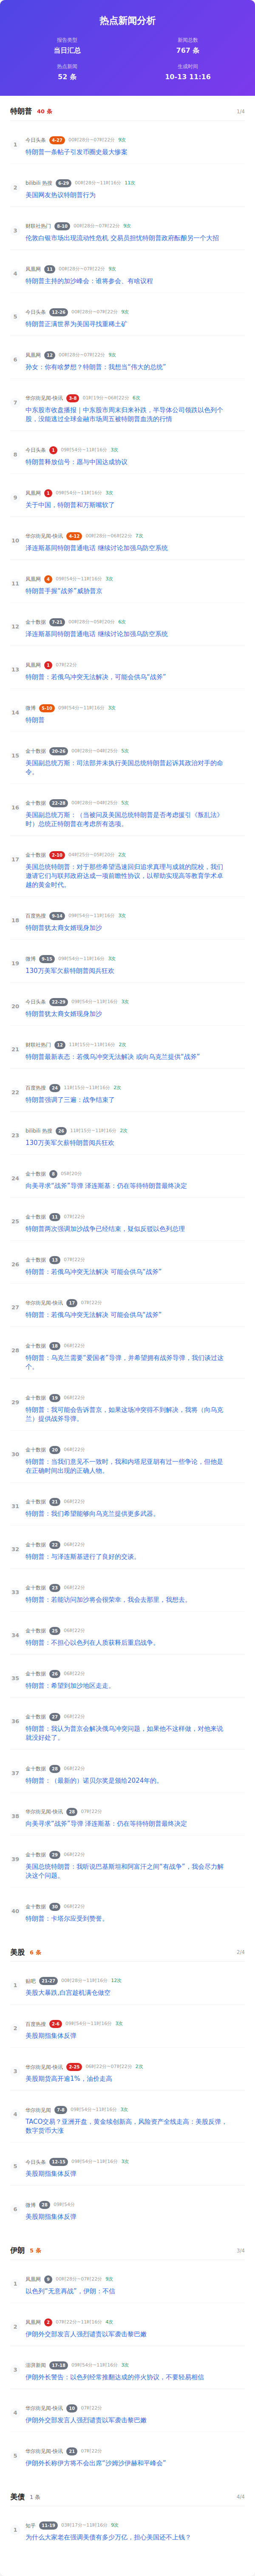 热点新闻分析
报告类型
新闻总数
当日汇总
767 条
热点新闻
生成时间
52 条
10-13 11:16
特朗普 40 条 1/4
1
今日头条 4-27 00时28分~07时22分 9次
特朗普一条帖子引发币圈史最大惨案
2
bilibili 热搜 6-29 00时28分~11时16分 11次
美国网友热议特朗普行为
3
财联社热门 8-10 00时28分~07时22分 9次
伦敦白银市场出现流动性危机 交易员担忧特朗普政府酝酿另一个大招
4
凤凰网 11 00时28分~07时22分 9次
特朗普主持的加沙峰会：谁将参会、有啥议程
5
今日头条 12-26 00时28分~07时22分 9次
特朗普正满世界为美国寻找重稀土矿
6
凤凰网 12 00时28分~07时22分 9次
孙女：你有啥梦想？特朗普：我想当“伟大的总统”
7
华尔街见闻-快讯 3-8 01时19分~06时22分 6次
中东股市收盘播报｜中东股市周末归来补跌，半导体公司领跌以色列个
股，没能逃过全球金融市场周五被特朗普血洗的行情
8
今日头条 1 09时54分~11时16分 3次
特朗普释放信号：愿与中国达成协议
9
凤凰网 1 09时54分~11时16分 3次
关于中国，特朗普和万斯嘴软了
10
华尔街见闻-快讯 4-12 00时28分~06时22分 7次
泽连斯基同特朗普通电话 继续讨论加强乌防空系统
11
凤凰网 4 09时54分~11时16分 3次
特朗普手握“战斧”威胁普京
12
金十数据 7-21 00时28分~05时20分 6次
泽连斯基同特朗普通电话 继续讨论加强乌防空系统
13
凤凰网 1 07时22分
特朗普：若俄乌冲突无法解决，可能会供乌“战斧”
14
微博 5-10 09时54分~11时16分 3次
特朗普
15
金十数据 20-26 00时28分~04时25分 5次
美国副总统万斯：司法部并未执行美国总统特朗普起诉其政治对手的命
令。
16
金十数据 22-28 00时28分~04时25分 5次
美国副总统万斯：（当被问及美国总统特朗普是否考虑援引《叛乱法》
时）总统正特朗普在考虑所有选项。
17
金十数据 2-10 04时25分~05时20分 2次
美国总统特朗普：对于那些希望迅速回归追求真理与成就的院校，我们
邀请它们与联邦政府达成一项前瞻性协议，以帮助实现高等教育学术卓
越的黄金时代。
18
百度热搜 9-14 09时54分~11时16分 3次
特朗普犹太裔女婿现身加沙
19
微博 9-15 09时54分~11时16分 3次
130万美军欠薪特朗普阅兵狂欢
20
今日头条 22-29 09时54分~11时16分 3次
特朗普犹太裔女婿现身加沙
21
财联社热门 12 11时15分~11时16分 2次
特朗普最新表态：若俄乌冲突无法解决 或向乌克兰提供“战斧”
22
百度热搜 24 11时15分~11时16分 2次
特朗普强调了三遍：战争结束了
23
bilibili 热搜 26 11时15分~11时16分 2次
130万美军欠薪特朗普阅兵狂欢
24
金十数据 8 05时20分
向美寻求“战斧”导弹 泽连斯基：仍在等待特朗普最终决定
25
金十数据 11 07时22分
特朗普两次强调加沙战争已经结束，疑似反驳以色列总理
26
金十数据 13 07时22分
特朗普：若俄乌冲突无法解决 可能会供乌“战斧”
27
华尔街见闻-快讯 17 07时22分
特朗普：若俄乌冲突无法解决 可能会供乌“战斧”
28
金十数据 18 06时22分
特朗普：乌克兰需要“爱国者”导弹，并希望拥有战斧导弹，我们谈过这
个。
29
金十数据 19 06时22分
特朗普：我可能会告诉普京，如果这场冲突得不到解决，我将（向乌克
兰）提供战斧导弹。
30
金十数据 20 06时22分
特朗普：当我们意见不一致时，我和内塔尼亚胡有过一些争论，但他是
在正确时间出现的正确人物。
31
金十数据 21 06时22分
特朗普：我们希望能够向乌克兰提供更多武器。
32
金十数据 22 06时22分
特朗普：与泽连斯基进行了良好的交谈。
33
金十数据 23 06时22分
特朗普：若能访问加沙将会很荣幸，我会去那里，我想去。
34
金十数据 25 06时22分
特朗普：不担心以色列在人质获释后重启战争。
35
金十数据 26 06时22分
特朗普：希望到加沙地区走走。
36
金十数据 27 06时22分
特朗普：我认为普京会解决俄乌冲突问题，如果他不这样做，对他来说
就没好处了。
37
金十数据 28 06时22分
特朗普：（最新的）诺贝尔奖是颁给2024年的。
38
华尔街见闻-快讯 28 07时22分
向美寻求“战斧”导弹 泽连斯基：仍在等待特朗普最终决定
39
金十数据 29 06时22分
美国总统特朗普：我听说巴基斯坦和阿富汗之间“有战争”，我会尽力解
决这个问题。
40
金十数据 30 06时22分
特朗普：卡塔尔应受到赞誉。
美股 6 条 2/4
1
贴吧 21-27 00时28分~11时16分 12次
美股大暴跌,白宫趁机满仓做空
2
百度热搜 2-6 09时54分~11时16分 3次
美股期指集体反弹
3
华尔街见闻-快讯 2-25 06时22分~07时22分 2次
美股期货高开逾1%，油价走高
4
华尔街见闻 7-8 09时54分~11时16分 3次
TACO交易？亚洲开盘，黄金续创新高，风险资产全线走高：美股反弹，
数字货币大涨
5
今日头条 12-15 09时54分~11时16分 3次
美股期指集体反弹
6
微博 28 09时54分
美股期指集体反弹
伊朗 5 条 3/4
1
凤凰网 9 00时28分~07时22分 9次
以色列“无意再战”，伊朗：不信
2
凤凰网 2 07时22分~11时16分 4次
伊朗外交部发言人强烈谴责以军袭击黎巴嫩
3
澎湃新闻 17-18 09时54分~11时16分 3次
伊朗外长警告：以色列经常推翻达成的停火协议，不要轻易相信
4
华尔街见闻-快讯 18 07时22分
伊朗外交部发言人强烈谴责以军袭击黎巴嫩
5
华尔街见闻-快讯 21 07时22分
伊朗外长称伊方将不会出席“沙姆沙伊赫和平峰会”
美债 1 条 4/4
1
知乎 11-19 03时17分~11时16分 9次
为什么大家老在强调美债有多少万亿，担心美国还不上钱？